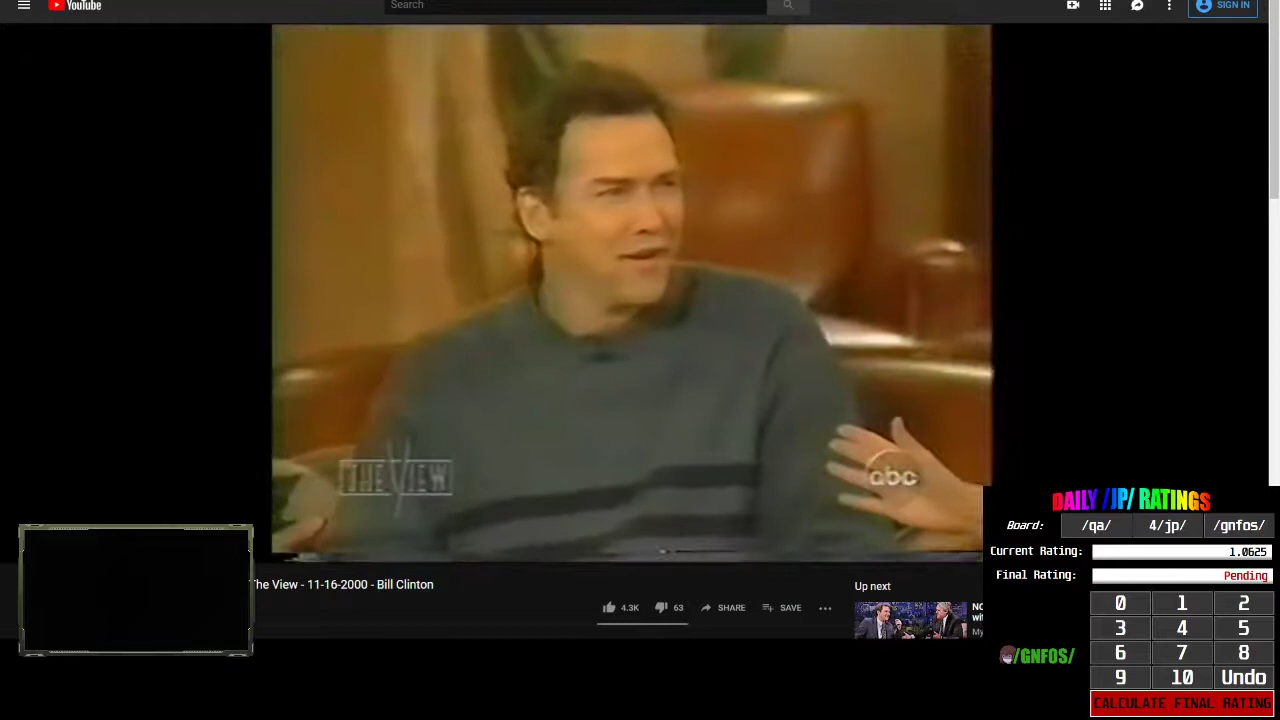 YouTube
Search
SIGN IN
THE VIEW
abc
The View - 11-16-2000 - Bill Clinton
4.3K
63
SHARE
SAVE
Up next
DAILY /JP/ RATINGS
Board: /qa/ 4/jp/ /gnfos/
Current Rating: 1.0625
Final Rating: Pending
0 1 2
3 4 5
6 7 8
9 10 Undo
/GNFOS/
CALCULATE FINAL RATING